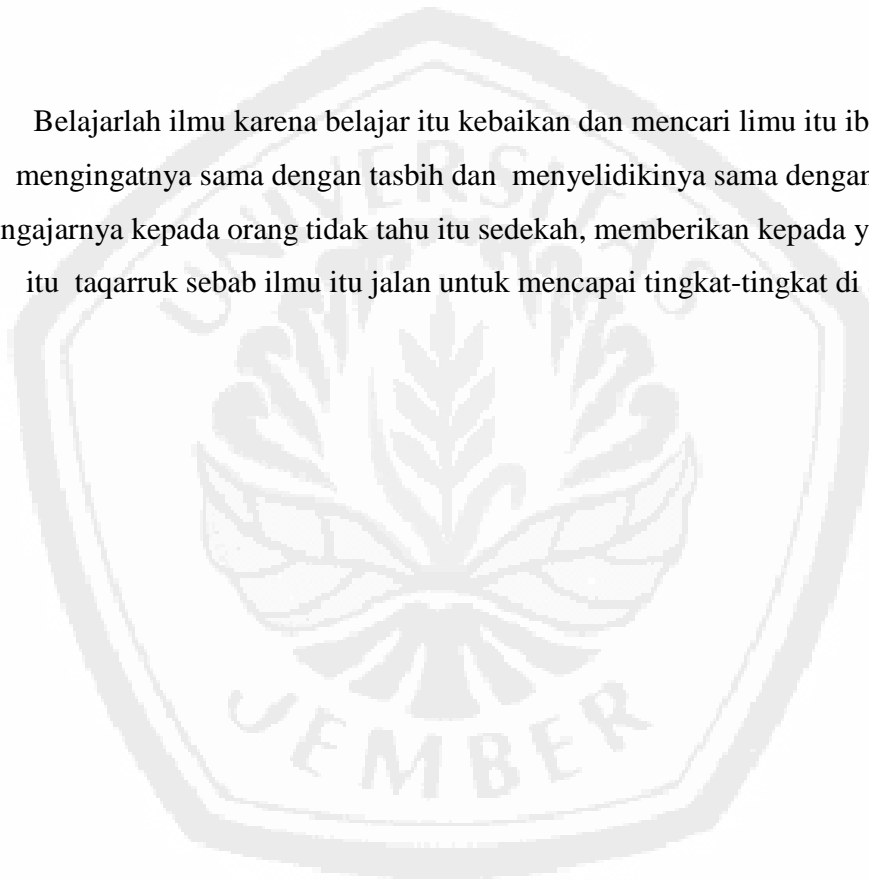 Belajarlah ilmu karena belajar itu kebaikan dan mencari limu itu ib
mengingatnya sama dengan tasbih dan menyelidikinya sama dengan
ngajarnya kepada orang tidak tahu itu sedekah, memberikan kepada y
itu taqarruk sebab ilmu itu jalan untuk mencapai tingkat-tingkat di
UNIVERSITAS
JEMBER